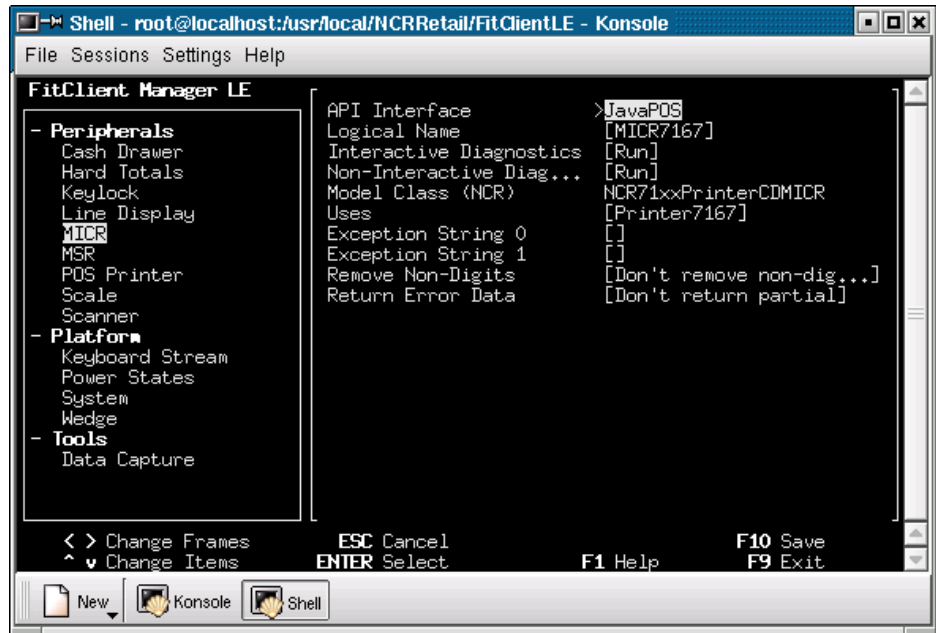 Shell - root@localhost:/usr/local/NCRRetail/FitClientLE - Konsole
File Sessions Settings Help
FitClient Manager LE
- Peripherals
Cash Drawer
Hard Totals
Keylock
Line Display
MICR
MSR
POS Printer
Scale
Scanner
- Platform
Keyboard Stream
Power States
System
Wedge
- Tools
Data Capture
API Interface >JavaPOS
Logical Name [MICR7167]
Interactive Diagnostics [Run]
Non-Interactive Diag... [Run]
Model Class (NCR) NCR71xxPrinterCDMICR
Uses [Printer7167]
Exception String 0 []
Exception String 1 []
Remove Non-Digits [Don't remove non-dig...]
Return Error Data [Don't return partial]
< > Change Frames ESC Cancel F10 Save
^ v Change Items ENTER Select F1 Help F9 Exit
New Konsole Shell